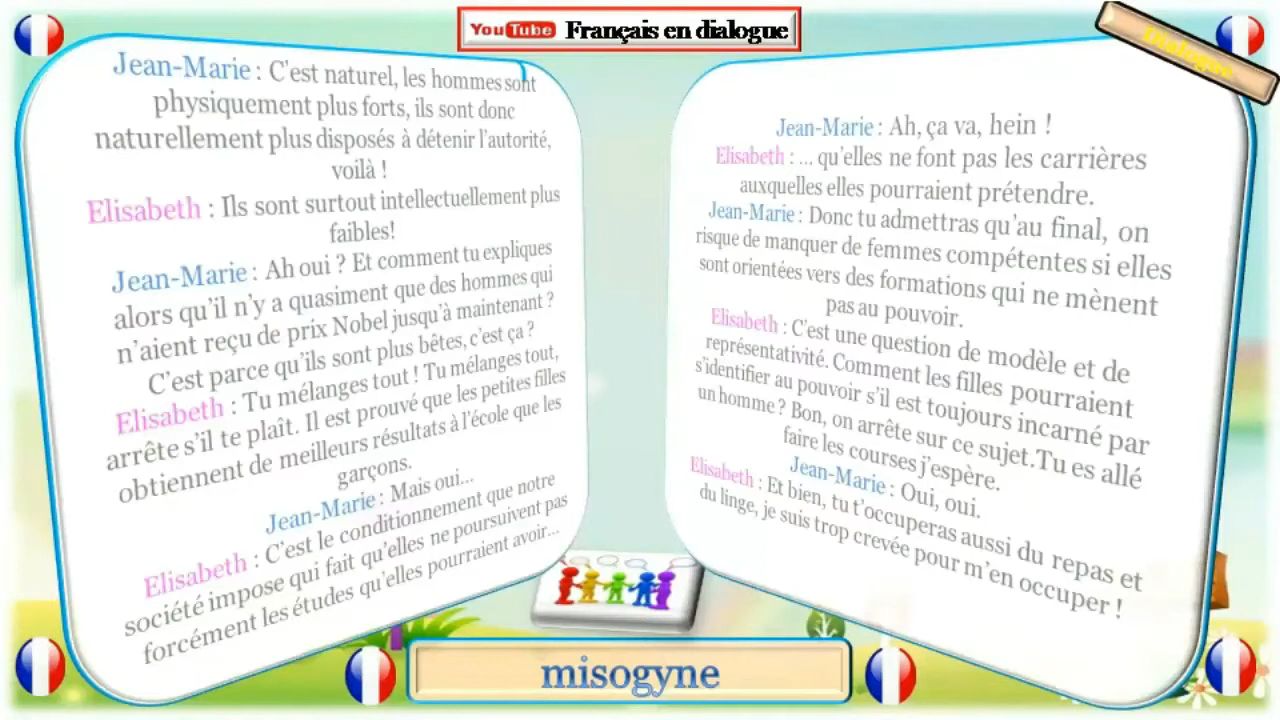 YouTube Français en dialogue
Dialogue
Jean-Marie : C'est naturel, les hommes sont
physiquement plus forts, ils sont donc
naturellement plus disposés à détenir l'autorité,
voilà !
Elisabeth : Ils sont surtout intellectuellement plus
faibles!
Jean-Marie : Ah oui ? Et comment tu expliques
alors qu'il n'y a quasiment que des hommes qui
n'aient reçu de prix Nobel jusqu'à maintenant ?
C'est parce qu'ils sont plus bêtes, c'est ça ?
Elisabeth : Tu mélanges tout ! Tu mélanges tout,
arrête s'il te plaît. Il est prouvé que les petites filles
obtiennent de meilleurs résultats à l'école que les
garçons.
Jean-Marie : Mais oui...
Elisabeth : C'est le conditionnement que notre
société impose qui fait qu'elles ne poursuivent pas
forcément les études qu'elles pourraient avoir...
Jean-Marie : Ah, ça va, hein !
Elisabeth : ... qu'elles ne font pas les carrières
auxquelles elles pourraient prétendre.
Jean-Marie : Donc tu admettras qu'au final, on
risque de manquer de femmes compétentes si elles
sont orientées vers des formations qui ne mènent
pas au pouvoir.
Elisabeth : C'est une question de modèle et de
représentativité. Comment les filles pourraient
s'identifier au pouvoir s'il est toujours incarné par
un homme ? Bon, on arrête sur ce sujet.Tu es allé
faire les courses j'espère.
Jean-Marie : Oui, oui.
Elisabeth : Et bien, tu t'occuperas aussi du repas et
du linge, je suis trop crevée pour m'en occuper !
misogyne